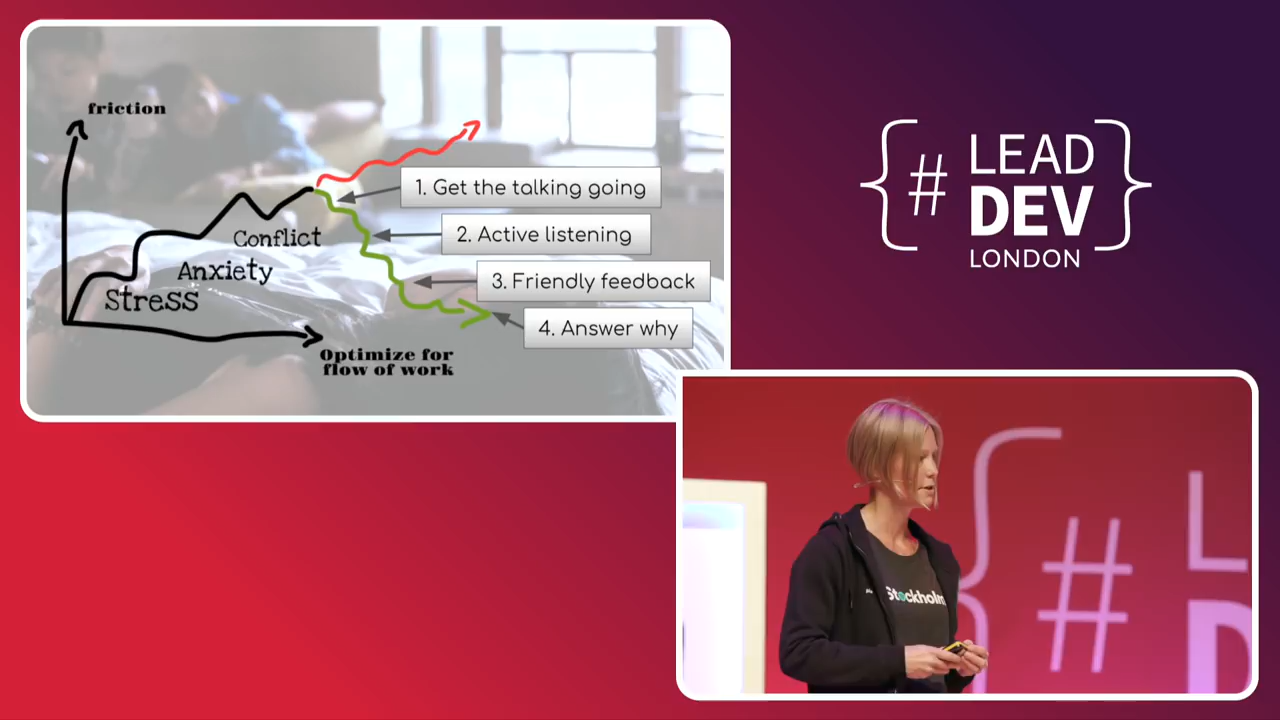 friction
1. Get the talking going
2. Active listening
Conflict
Anxiety
3. Friendly feedback
Stress
4. Answer why
Optimize for
flow of work
{# LEAD
DEV
LONDON}
Stockholm
{# L
D